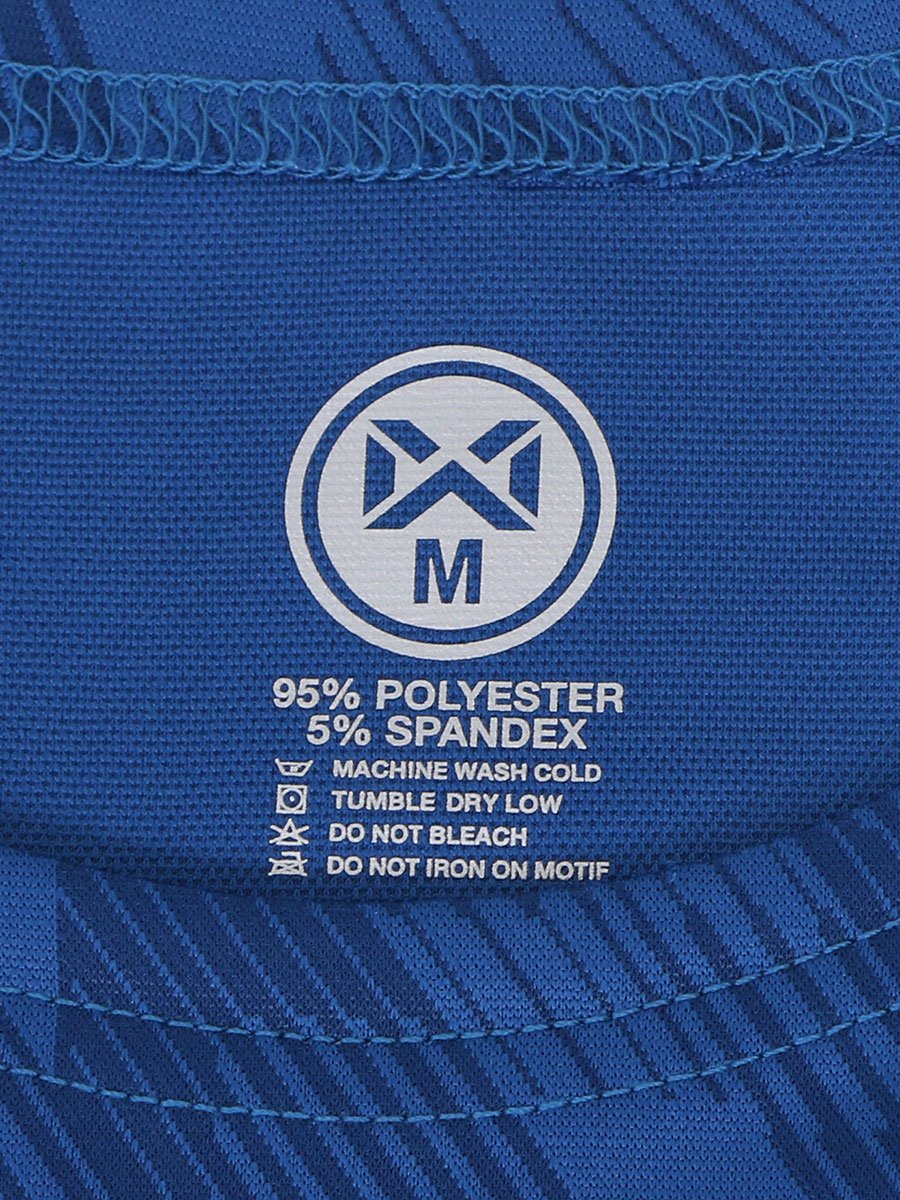 M
95% POLYESTER
5% SPANDEX
MACHINE WASH COLD
TUMBLE DRY LOW
DO NOT BLEACH
DO NOT IRON ON MOTIF